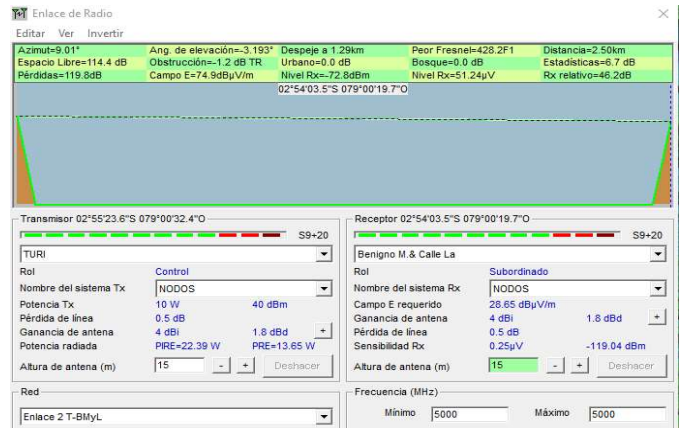 Enlace de Radio
Editar Ver Invertir
Azimut=9.01° Ang. de elevación=-3.193° Despeje a 1.29km Peor Fresnel=428.2F1 Distancia=2.50km
Espacio Libre=114.4 dB Obstrucción=-1.2 dB TR Urbano=0.0 dB Bosque=0.0 dB Estadísticas=6.7 dB
Pérdidas=119.8dB Campo E=74.9dBµV/m Nivel Rx=-72.8dBm Nivel Rx=51.24µV Rx relativo=46.2dB
02°54'03.5"S 079°00'19.7"O
Transmisor 02°55'23.6"S 079°00'32.4"O
S9+20
TURI
Rol Control
Nombre del sistema Tx NODOS
Potencia Tx 10 W 40 dBm
Pérdida de línea 0.5 dB
Ganancia de antena 4 dBi 1.8 dBd +
Potencia radiada PIRE=22.39 W PRE=13.65 W
Altura de antena (m) 15 - + Deshacer
Red
Enlace 2 T-BMyL
Receptor 02°54'03.5"S 079°00'19.7"O
S9+20
Benigno M.& Calle La
Rol Subordinado
Nombre del sistema Rx NODOS
Campo E requerido 28.65 dBµV/m
Ganancia de antena 4 dBi 1.8 dBd +
Pérdida de línea 0.5 dB
Sensibilidad Rx 0.25µV -119.04 dBm
Altura de antena (m) 15 - + Deshacer
Frecuencia (MHz)
Mínimo 5000 Máximo 5000